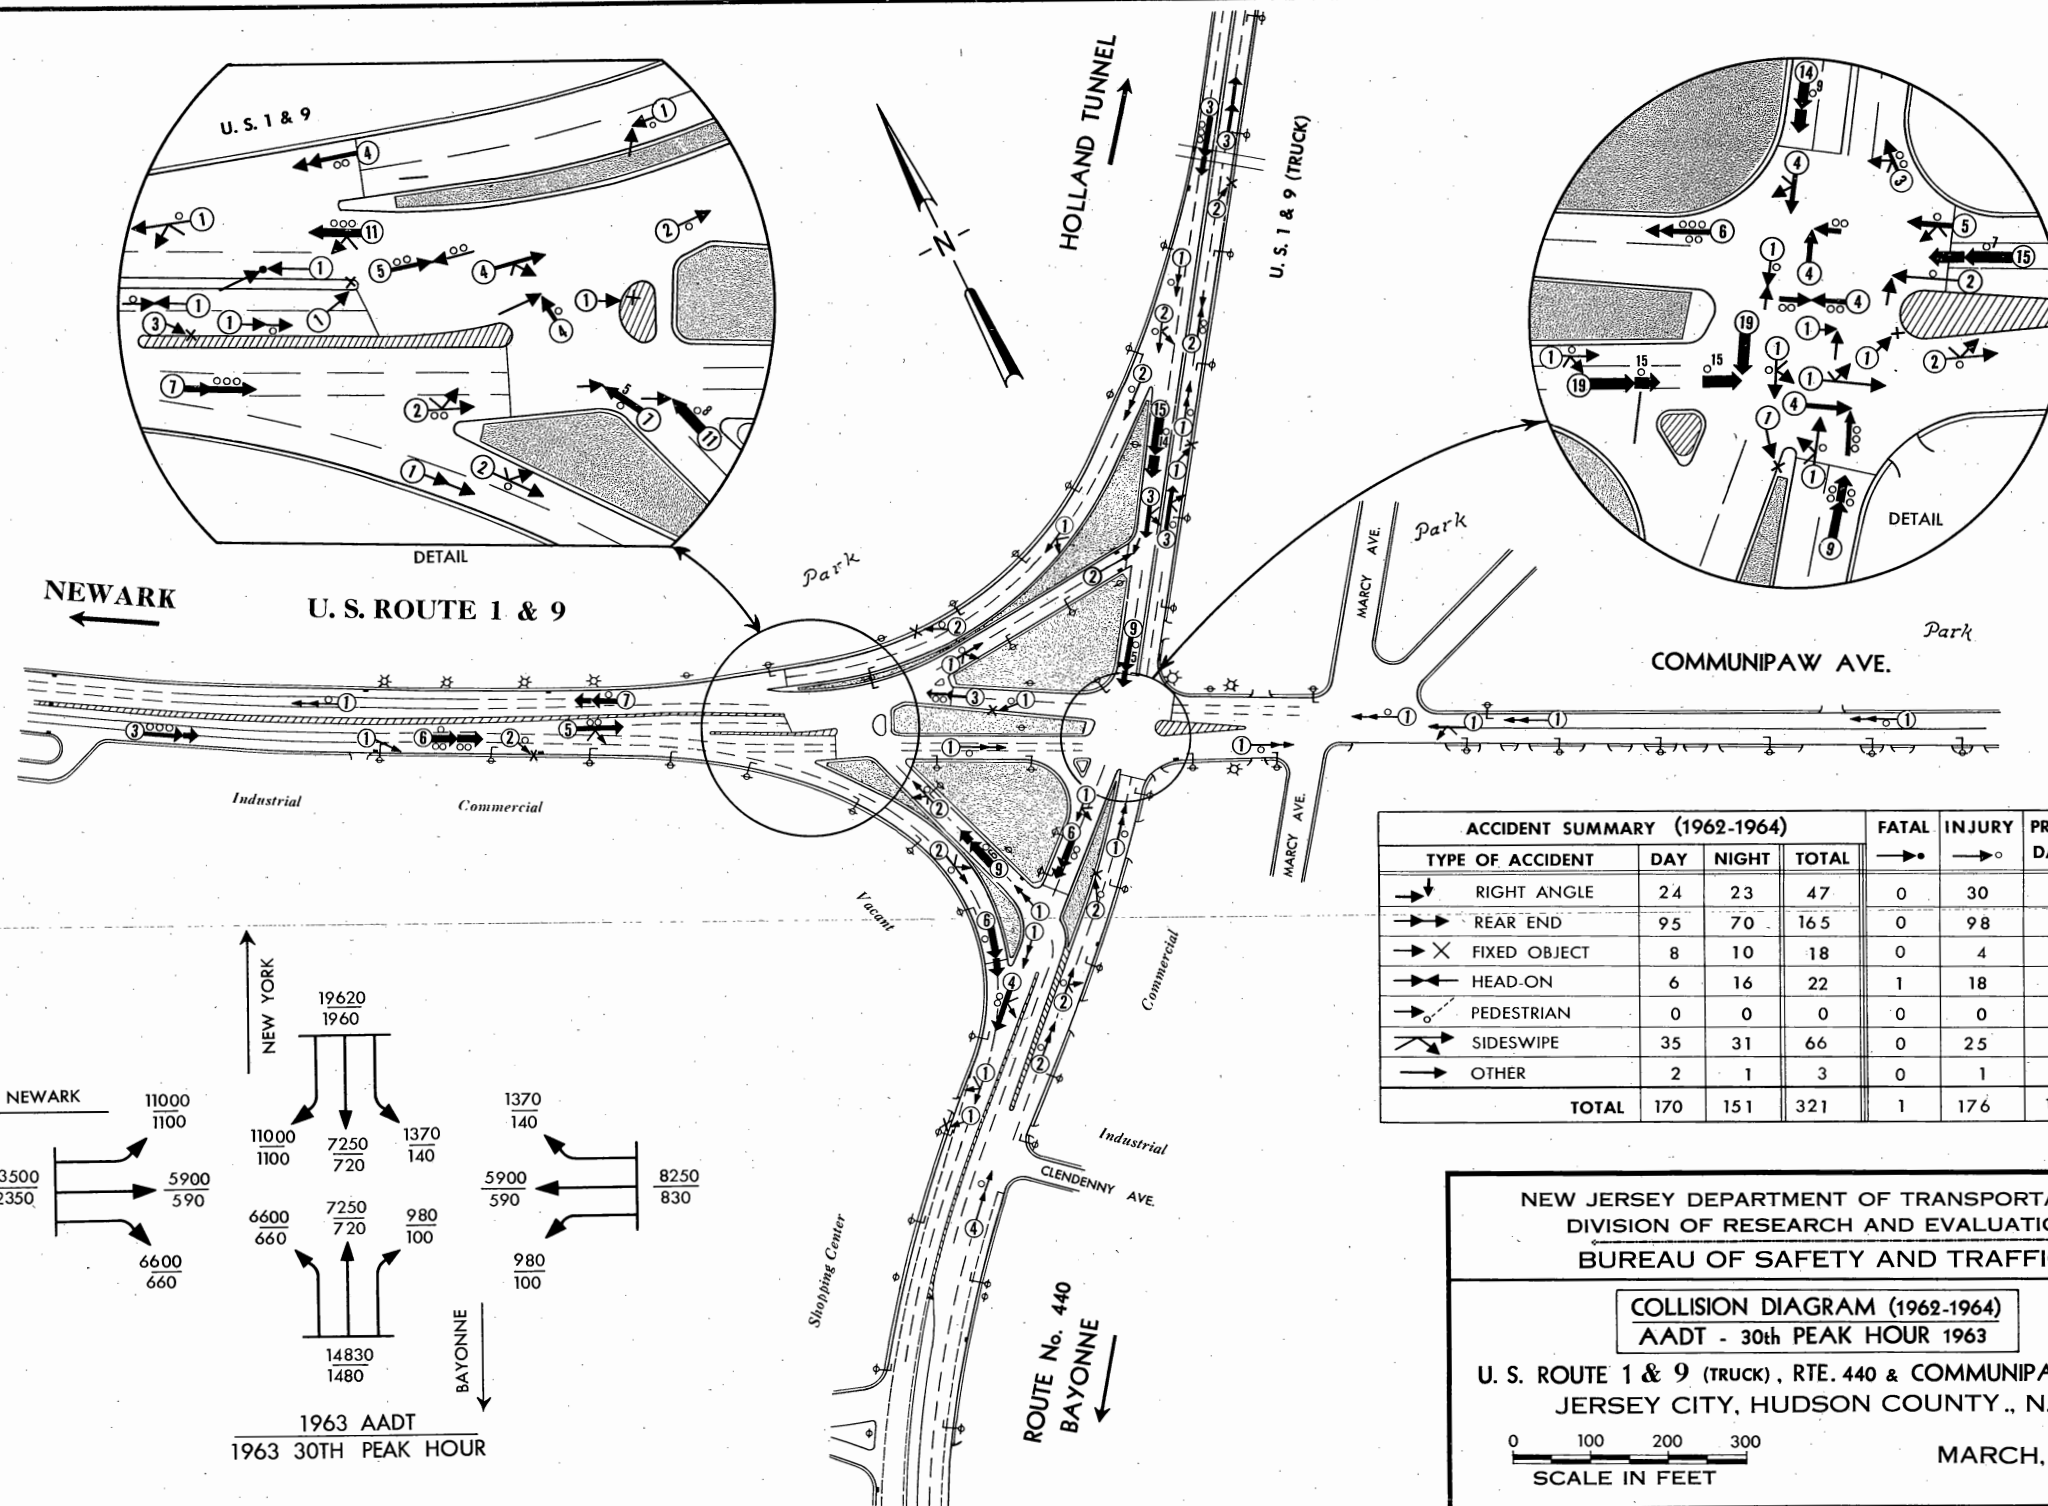 U. S. 1 & 9
DETAIL
HOLLAND TUNNEL
N
U. S. 1 & 9 (TRUCK)
DETAIL
NEWARK
U. S. ROUTE 1 & 9
Park
MARCY AVE.
Park
Park
COMMUNIPAW AVE.
Industrial
Commercial
MARCY AVE.
Vacant
Commercial
Industrial
CLENDENNY AVE.
Shopping Center
ROUTE No. 440
BAYONNE
ACCIDENT SUMMARY (1962-1964) FATAL INJURY
TYPE OF ACCIDENT DAY NIGHT TOTAL
RIGHT ANGLE 24 23 47 0 30
REAR END 95 70 165 0 98
FIXED OBJECT 8 10 18 0 4
HEAD-ON 6 16 22 1 18
PEDESTRIAN 0 0 0 0 0
SIDESWIPE 35 31 66 0 25
OTHER 2 1 3 0 1
TOTAL 170 151 321 1 176
NEW YORK
19620
1960
NEWARK
11000
1100
11000
1100
7250
720
1370
140
1370
140
3500
2350
5900
590
5900
590
8250
830
6600
660
7250
720
980
100
6600
660
980
100
14830
1480
BAYONNE
1963 AADT
1963 30TH PEAK HOUR
NEW JERSEY DEPARTMENT OF TRANSPORTA
DIVISION OF RESEARCH AND EVALUATIO
BUREAU OF SAFETY AND TRAFFI
COLLISION DIAGRAM (1962-1964)
AADT - 30th PEAK HOUR 1963
U. S. ROUTE 1 & 9 (TRUCK), RTE. 440 & COMMUNIPA
JERSEY CITY, HUDSON COUNTY., N.
0 100 200 300
SCALE IN FEET
MARCH,